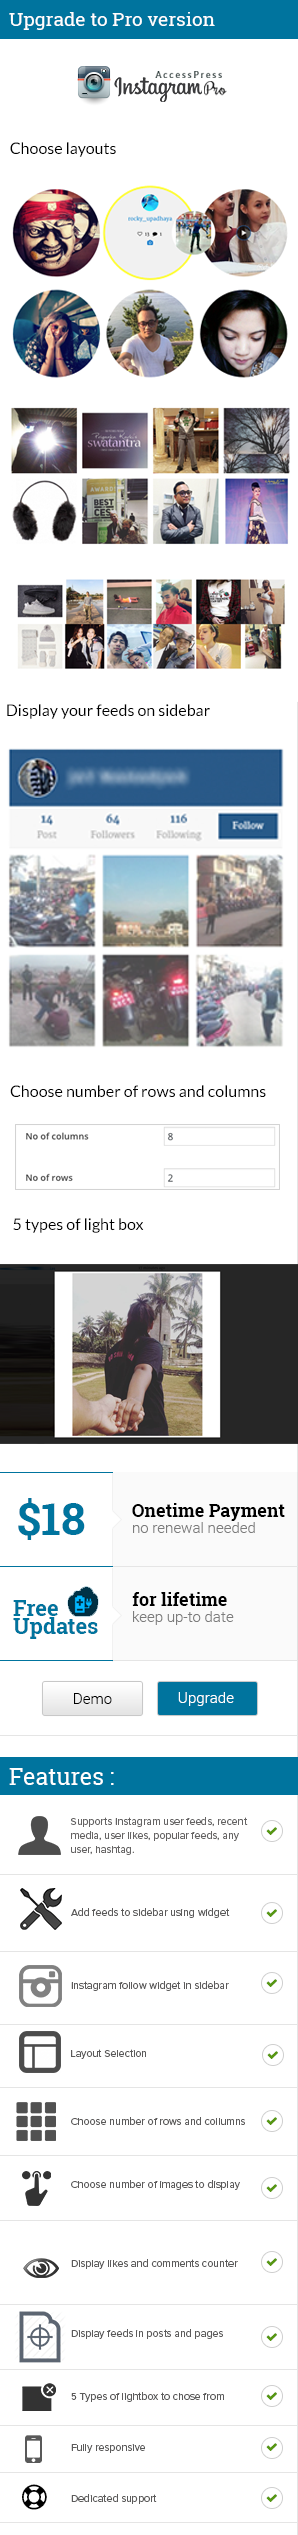 Upgrade to Pro version
AccessPress
Instagram Pro
Choose layouts
rocky_upadhaya
swatantra
AWARD
BEST
CES
Display your feeds on sidebar
14
64
116
Post
Followers
Following
Follow
Choose number of rows and columns
No of columns
8
No of rows
2
5 types of light box
$18
Onetime Payment
no renewal needed
Free
Updates
for lifetime
keep up-to date
Demo
Upgrade
Features :
Supports Instagram user feeds, recent
media, user likes, popular feeds, any
user, hashtag.
Add feeds to sidebar using widget
Instagram follow widget in sidebar
Layout Selection
Choose number of rows and collumns
Choose number of images to display
Display likes and comments counter
Display feeds in posts and pages
5 Types of lightbox to chose from
Fully responsive
Dedicated support